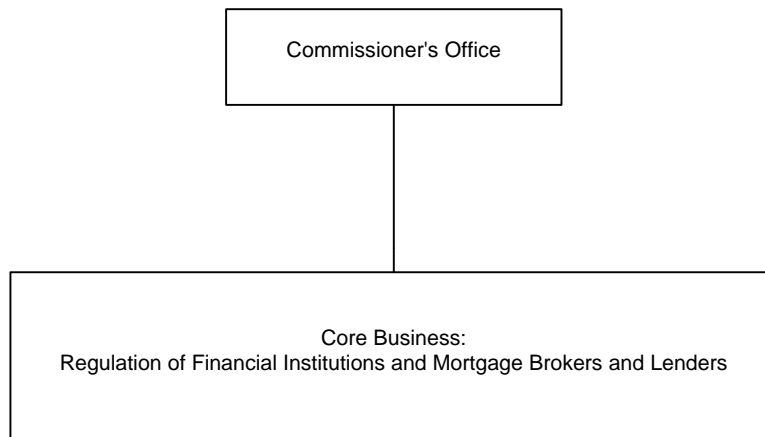 Commissioner's Office
Core Business:
Regulation of Financial Institutions and Mortgage Brokers and Lenders